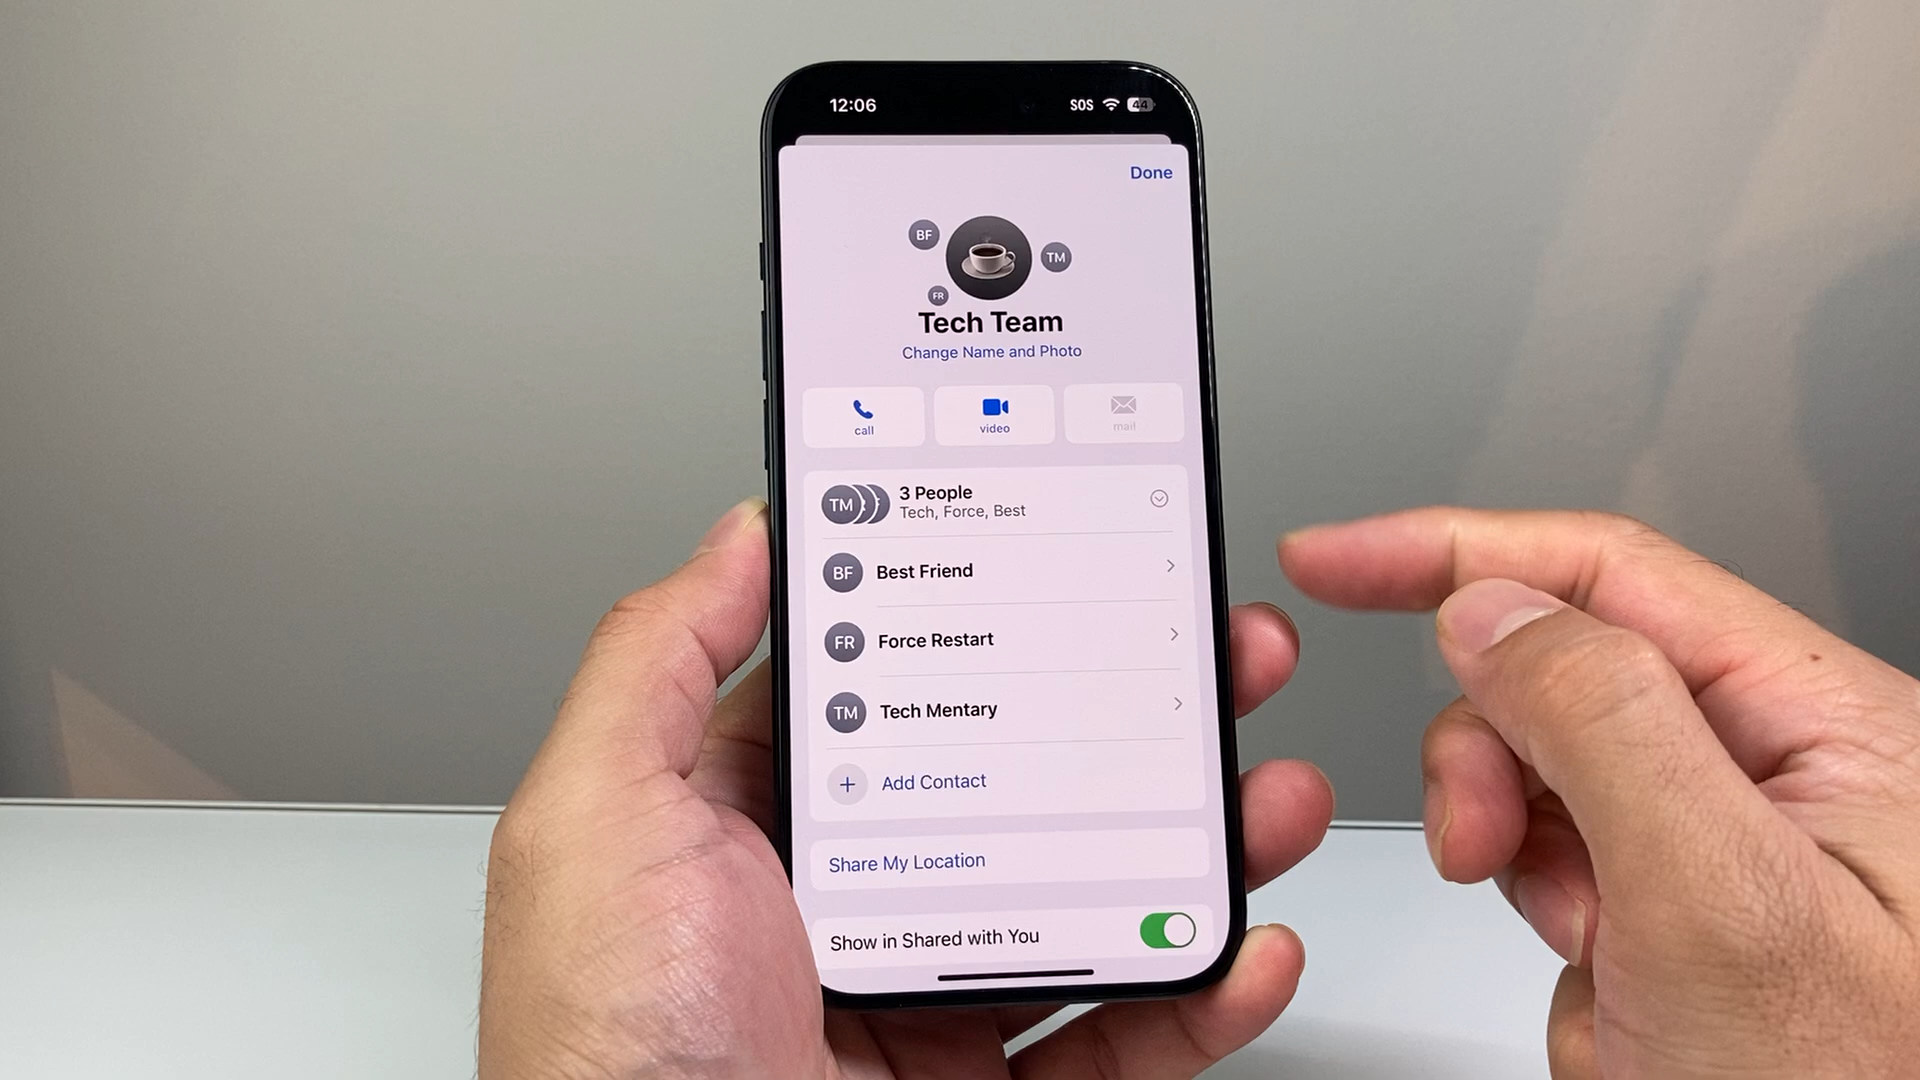 12:06
SOS
44
Done
BF
TM
FR
Tech Team
Change Name and Photo
call
video
mail
TM
3 People
Tech, Force, Best
BF
Best Friend
FR
Force Restart
TM
Tech Mentary
+ Add Contact
Share My Location
Show in Shared with You